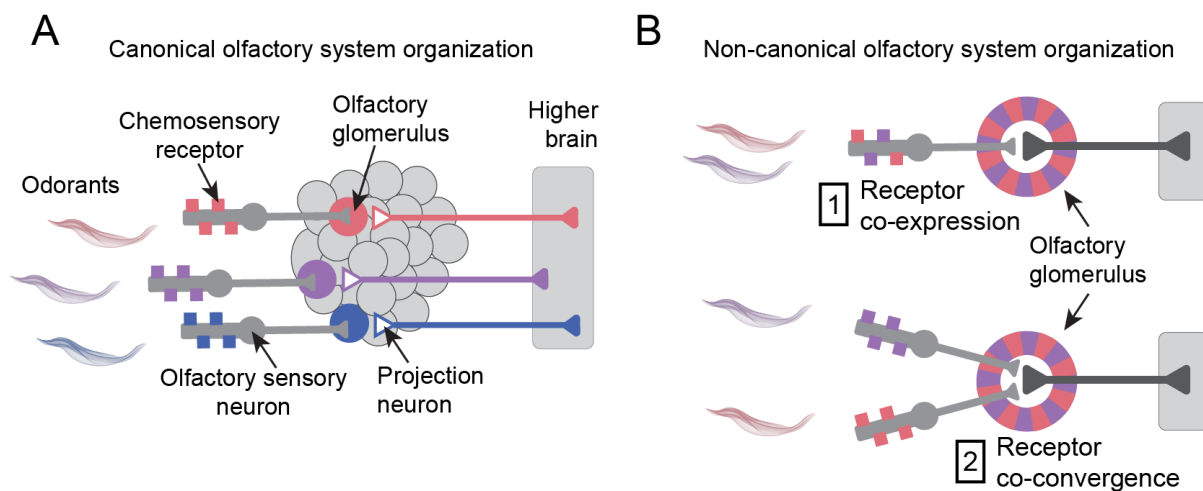 A
Canonical olfactory system organization
Chemosensory
receptor
Olfactory
glomerulus
Higher
brain
Odorants
Olfactory sensory
neuron
Projection
neuron
B
Non-canonical olfactory system organization
1
Receptor
co-expression
Olfactory
glomerulus
2
Receptor
co-convergence